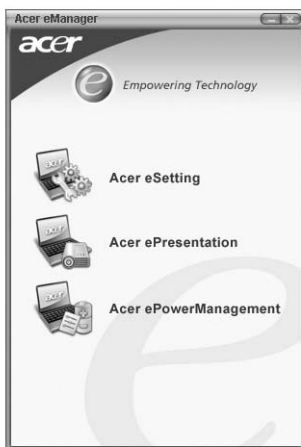 Acer eManager
acer
e Empowering Technology
Acer eSetting
Acer ePresentation
Acer ePowerManagement